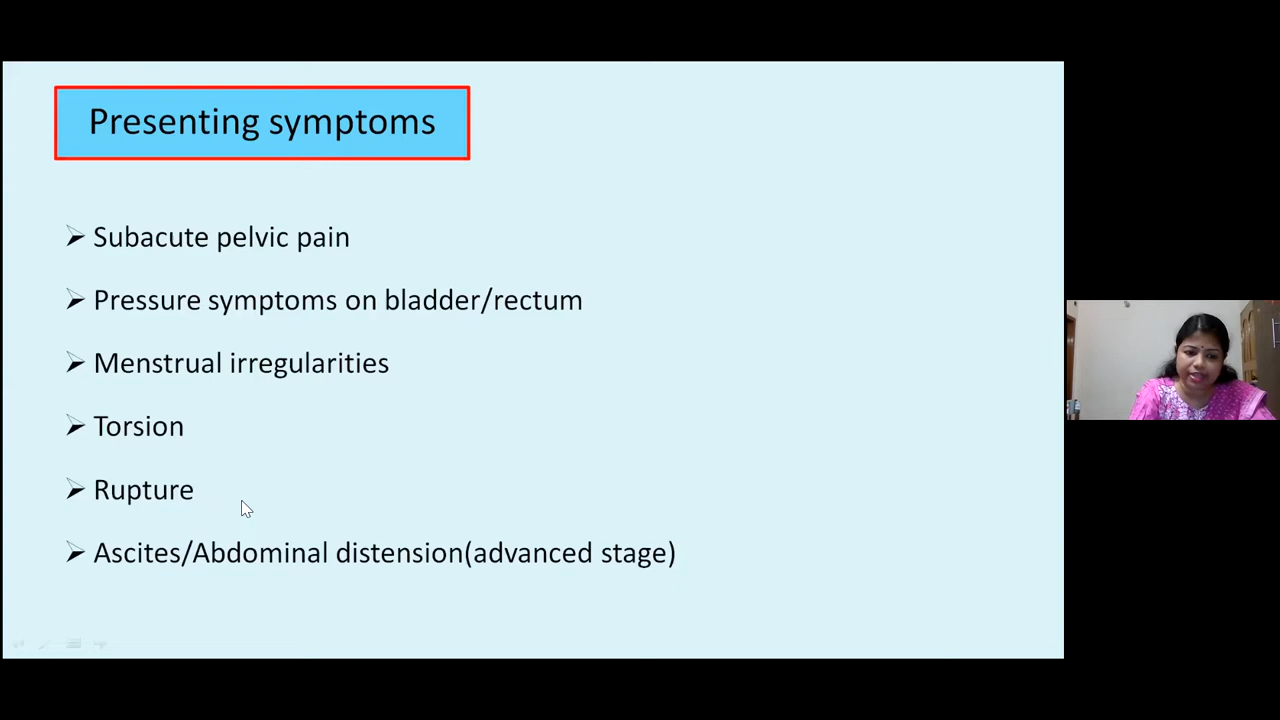 Presenting symptoms
Subacute pelvic pain
Pressure symptoms on bladder/rectum
Menstrual irregularities
Torsion
Rupture
Ascites/Abdominal distension(advanced stage)